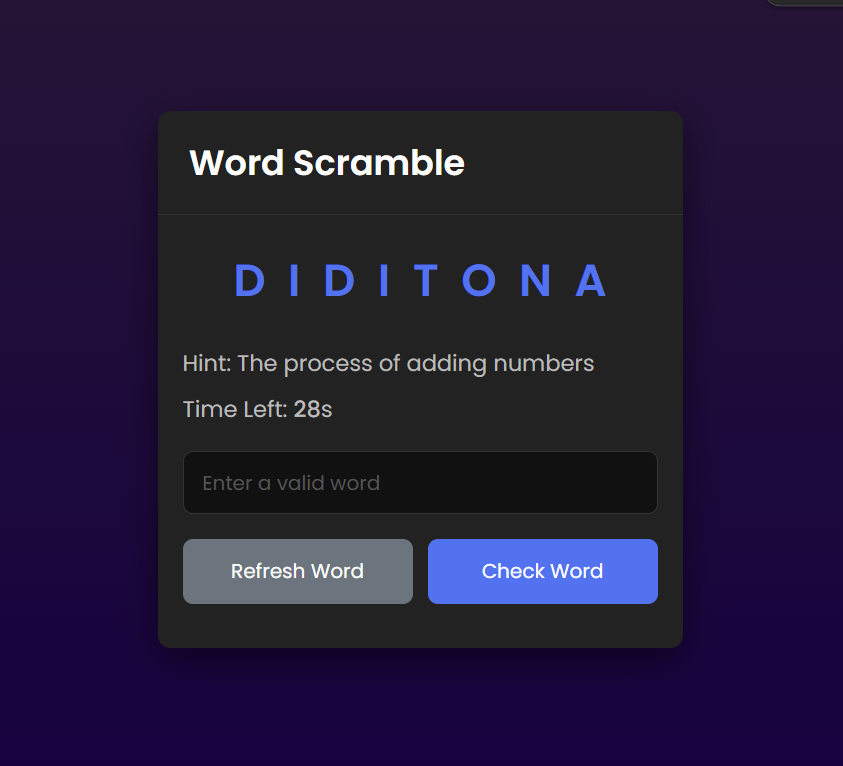 Word Scramble
D I D I T O N A
Hint: The process of adding numbers
Time Left: 28s
Enter a valid word
Refresh Word Check Word